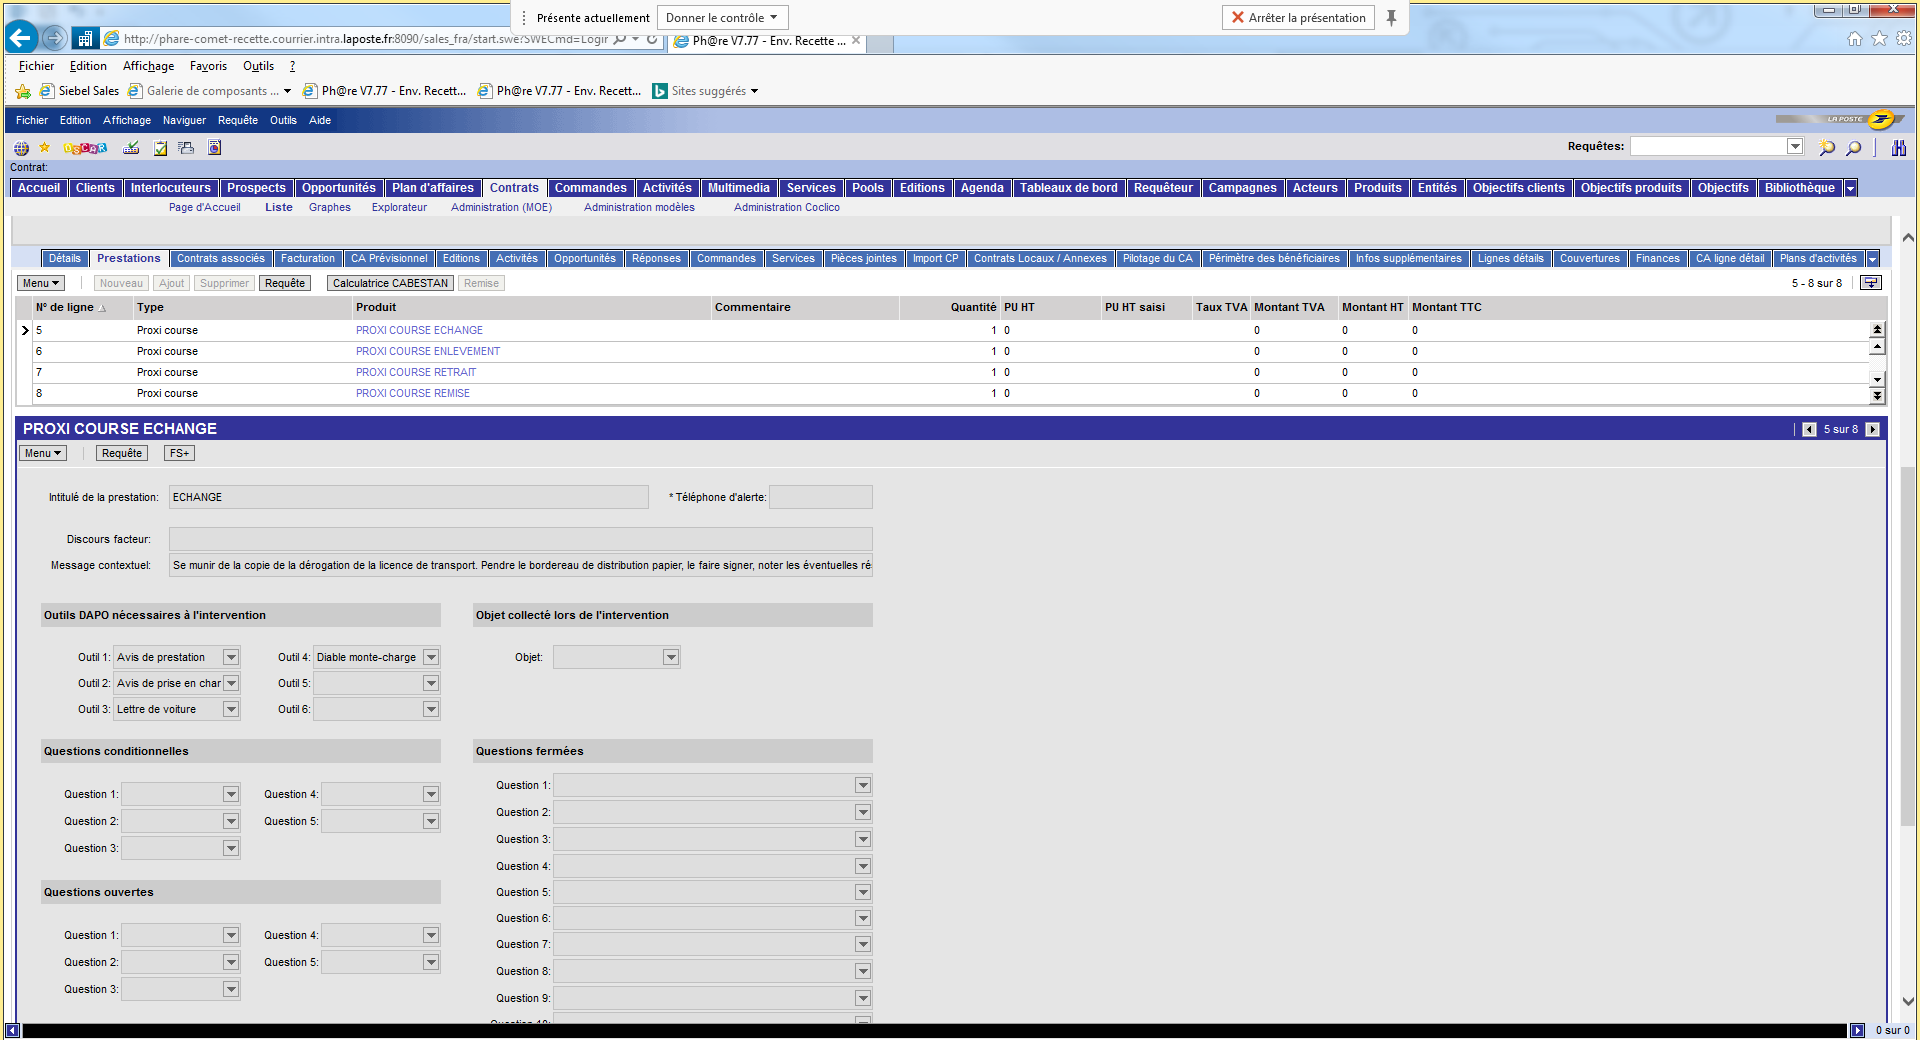 Présente actuellement Donner le contrôle Arrêter la présentation
http://phare-comet-recette.courrier.intra.laposte.fr:8090/sales_fra/start.swe?SWECmd=Login Ph@re V7.77 - Env. Recette ...
Fichier Edition Affichage Favoris Outils ?
Siebel Sales Galerie de composants ... Ph@re V7.77 - Env. Recett... Ph@re V7.77 - Env. Recett... Sites suggérés
Fichier Edition Affichage Naviguer Requête Outils Aide LA POSTE
OSCAR Requêtes:
Contrat:
Accueil Clients Interlocuteurs Prospects Opportunités Plan d'affaires Contrats Commandes Activités Multimedia Services Pools Editions Agenda Tableaux de bord Requêteur Campagnes Acteurs Produits Entités Objectifs clients Objectifs produits Objectifs Bibliothèque
Page d'Accueil Liste Graphes Explorateur Administration (MOE) Administration modèles Administration Coclico
Détails Prestations Contrats associés Facturation CA Prévisionnel Editions Activités Opportunités Réponses Commandes Services Pièces jointes Import CP Contrats Locaux / Annexes Pilotage du CA Périmètre des bénéficiaires Infos supplémentaires Lignes détails Couvertures Finances CA ligne détail Plans d'activités
Menu Nouveau Ajout Supprimer Requête Calculatrice CABESTAN Remise 5 - 8 sur 8
N° de ligne Type Produit Commentaire Quantité PU HT PU HT saisi Taux TVA Montant TVA Montant HT Montant TTC
5 Proxi course PROXI COURSE ECHANGE 1 0 0 0 0
6 Proxi course PROXI COURSE ENLEVEMENT 1 0 0 0 0
7 Proxi course PROXI COURSE RETRAIT 1 0 0 0 0
8 Proxi course PROXI COURSE REMISE 1 0 0 0 0
PROXI COURSE ECHANGE 5 sur 8
Menu Requête FS+
Intitulé de la prestation: ECHANGE * Téléphone d'alerte:
Discours facteur:
Message contextuel: Se munir de la copie de la dérogation de la licence de transport. Pendre le bordereau de distribution papier, le faire signer, noter les éventuelles ré
Outils DAPO nécessaires à l'intervention Objet collecté lors de l'intervention
Outil 1: Avis de prestation Outil 4: Diable monte-charge Objet:
Outil 2: Avis de prise en char Outil 5:
Outil 3: Lettre de voiture Outil 6:
Questions conditionnelles Questions fermées
Question 1: Question 4: Question 1:
Question 2: Question 5: Question 2:
Question 3: Question 3:
Question 4:
Questions ouvertes Question 5:
Question 6:
Question 1: Question 4: Question 7:
Question 2: Question 5: Question 8:
Question 3: Question 9:
Question 10:
0 sur 0